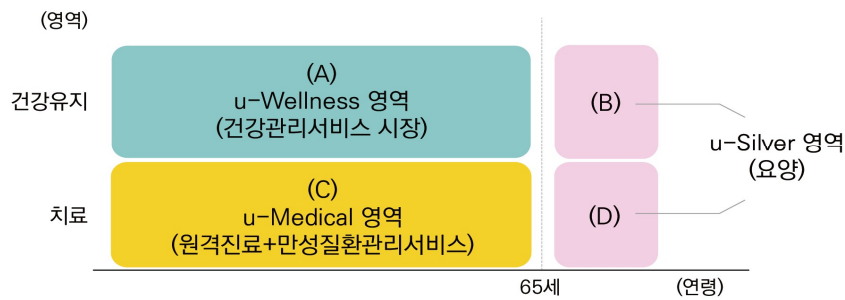 (영역)
건강유지
(A)
u-Wellness 영역
(건강관리서비스 시장)
(B)
u-Silver 영역
(요양)
치료
(C)
u-Medical 영역
(원격진료+만성질환관리서비스)
(D)
65세
(연령)